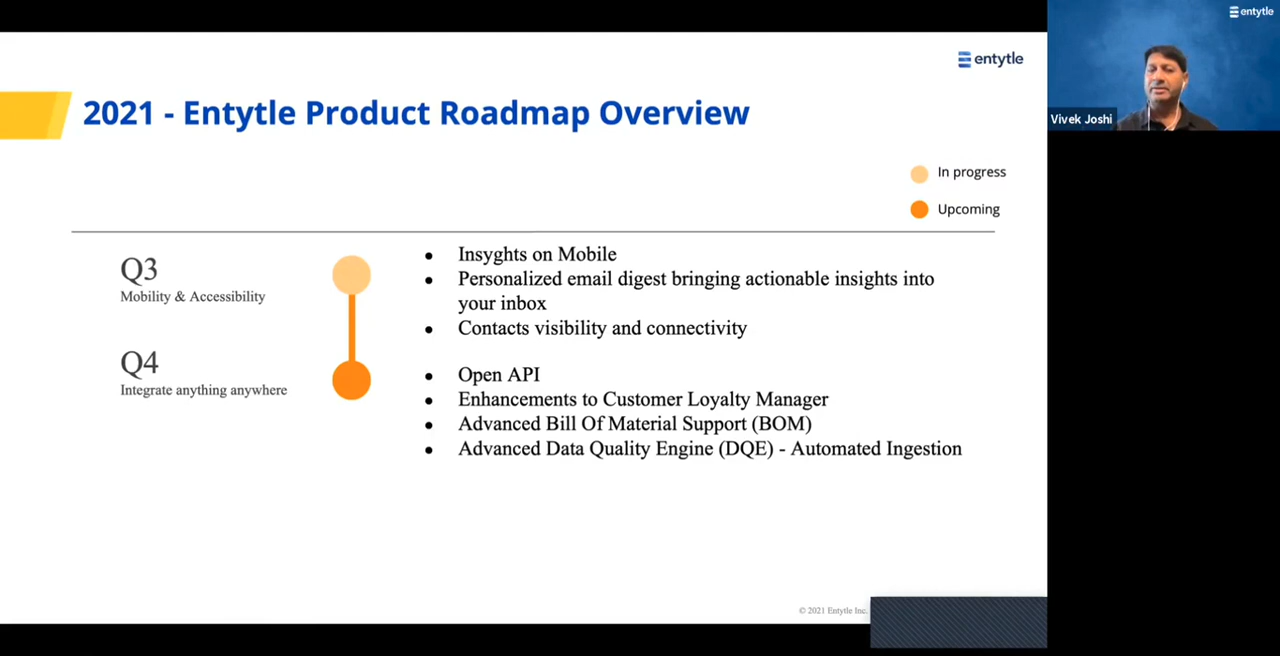 entytle
entytle
2021 - Entytle Product Roadmap Overview
Vivek Joshi
In progress
Upcoming
Q3
Mobility & Accessibility
• Insyghts on Mobile
• Personalized email digest bringing actionable insights into
your inbox
• Contacts visibility and connectivity
Q4
Integrate anything anywhere
• Open API
• Enhancements to Customer Loyalty Manager
• Advanced Bill Of Material Support (BOM)
• Advanced Data Quality Engine (DQE) - Automated Ingestion
© 2021 Entytle Inc.